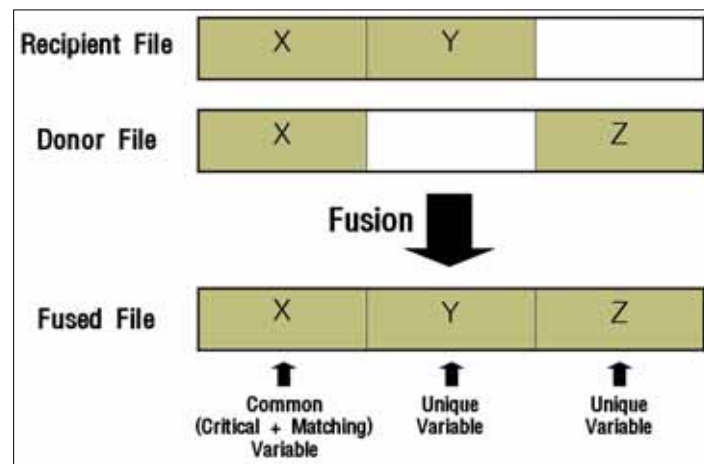 Recipient File X Y
Donor File X Z
Fusion
Fused File X Y Z
Common
(Critical + Matching)
Variable
Unique
Variable
Unique
Variable